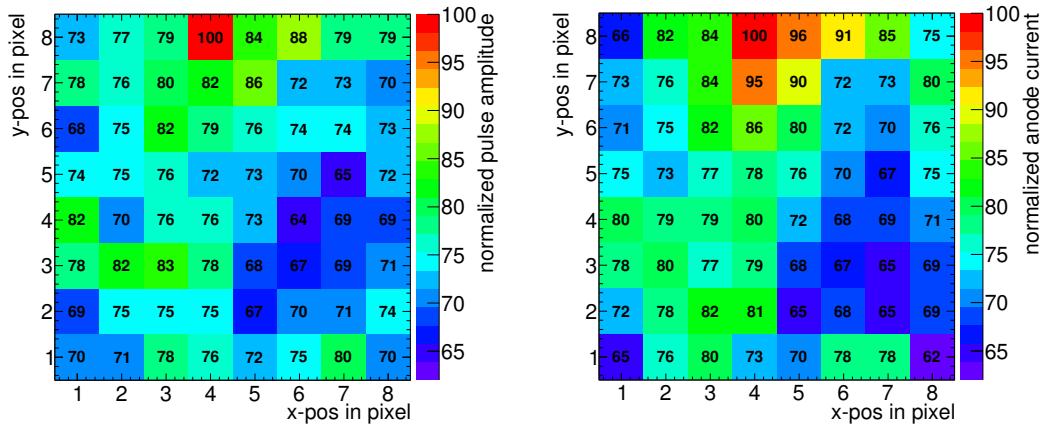 8 73 77 79 100 84 88 79 79
7 78 76 80 82 86 72 73 70
6 68 75 82 79 76 74 74 73
5 74 75 76 72 73 70 65 72
4 82 70 76 76 73 64 69 69
3 78 82 83 78 68 67 69 71
2 69 75 75 75 67 70 71 74
1 70 71 78 76 72 75 80 70
1 2 3 4 5 6 7 8
x-pos in pixel
y-pos in pixel
100
95
90
85
80
75
70
65
normalized pulse amplitude
8 66 82 84 100 96 91 85 75
7 73 76 84 95 90 72 73 80
6 71 75 82 86 80 72 70 76
5 75 73 77 78 76 70 67 75
4 80 79 79 80 72 68 69 71
3 78 80 77 79 68 67 65 69
2 72 78 82 81 65 68 65 69
1 65 76 80 73 70 78 78 62
1 2 3 4 5 6 7 8
x-pos in pixel
y-pos in pixel
100
95
90
85
80
75
70
65
normalized anode current